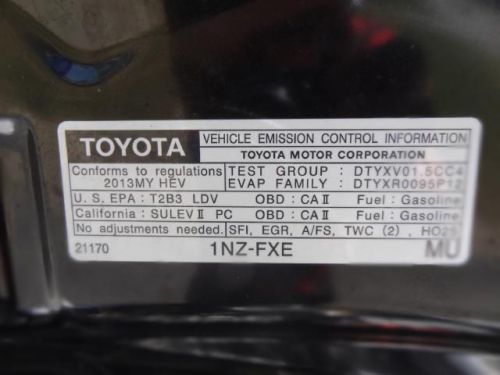 TOYOTA VEHICLE EMISSION CONTROL INFORMATION
TOYOTA MOTOR CORPORATION
Conforms to regulations TEST GROUP : DTYXV01.5CC4
2013MY HEV EVAP FAMILY : DTYXR0095P12
U.S. EPA : T2B3 LDV OBD : CA II Fuel : Gasoline
California : SULEV II PC OBD : CA II Fuel : Gasoline
No adjustments needed. SFI, EGR, A/FS, TWC (2), HO2S
21170 1NZ-FXE MU